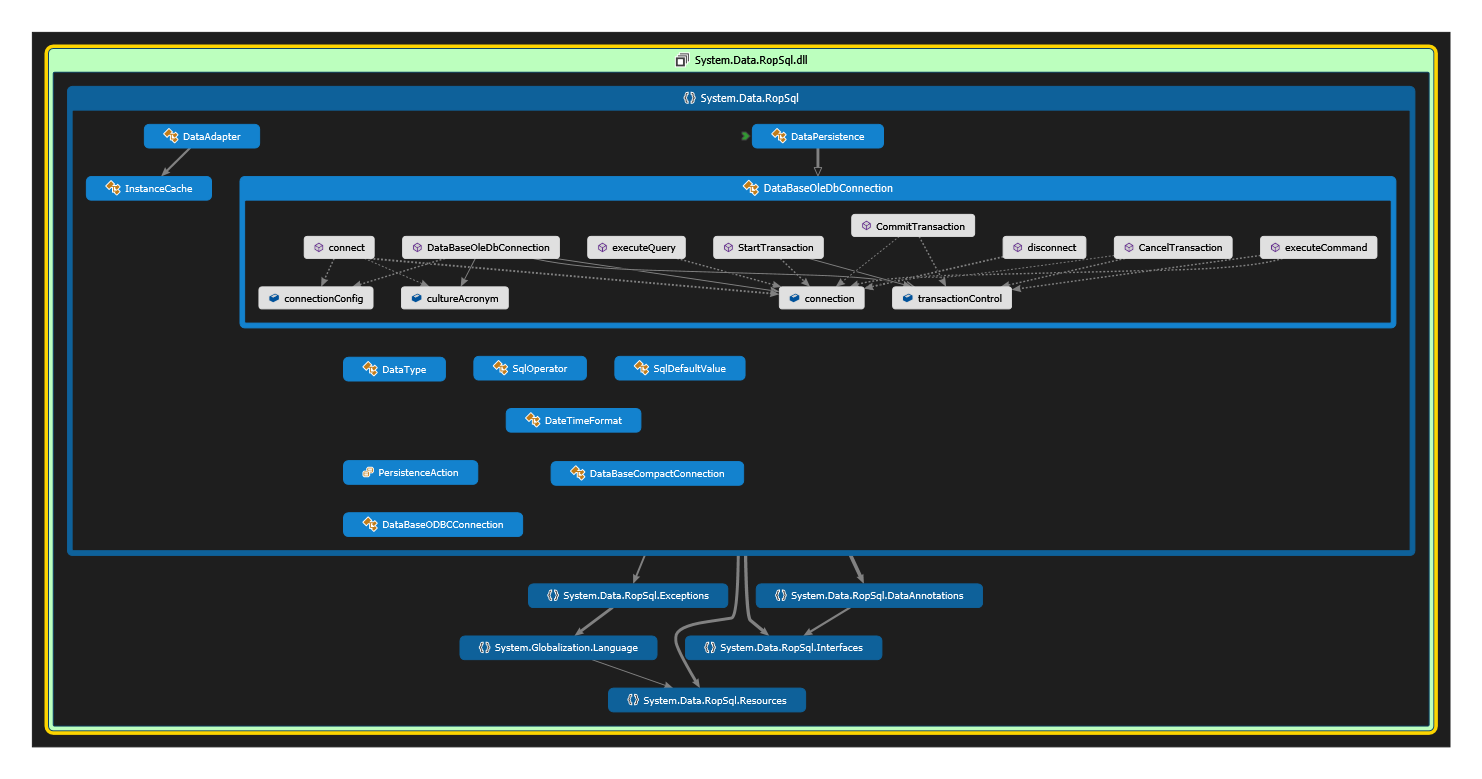 System.Data.RopSql.dll
System.Data.RopSql
DataAdapter
DataPersistence
InstanceCache
DataBaseOleDbConnection
CommitTransaction
connect
DataBaseOleDbConnection
executeQuery
StartTransaction
disconnect
CancelTransaction
executeCommand
connectionConfig
cultureAcronym
connection
transactionControl
DataType
SqlOperator
SqlDefaultValue
DateTimeFormat
PersistenceAction
DataBaseCompactConnection
DataBaseODBCConnection
System.Data.RopSql.Exceptions
System.Data.RopSql.DataAnnotations
System.Globalization.Language
System.Data.RopSql.Interfaces
System.Data.RopSql.Resources